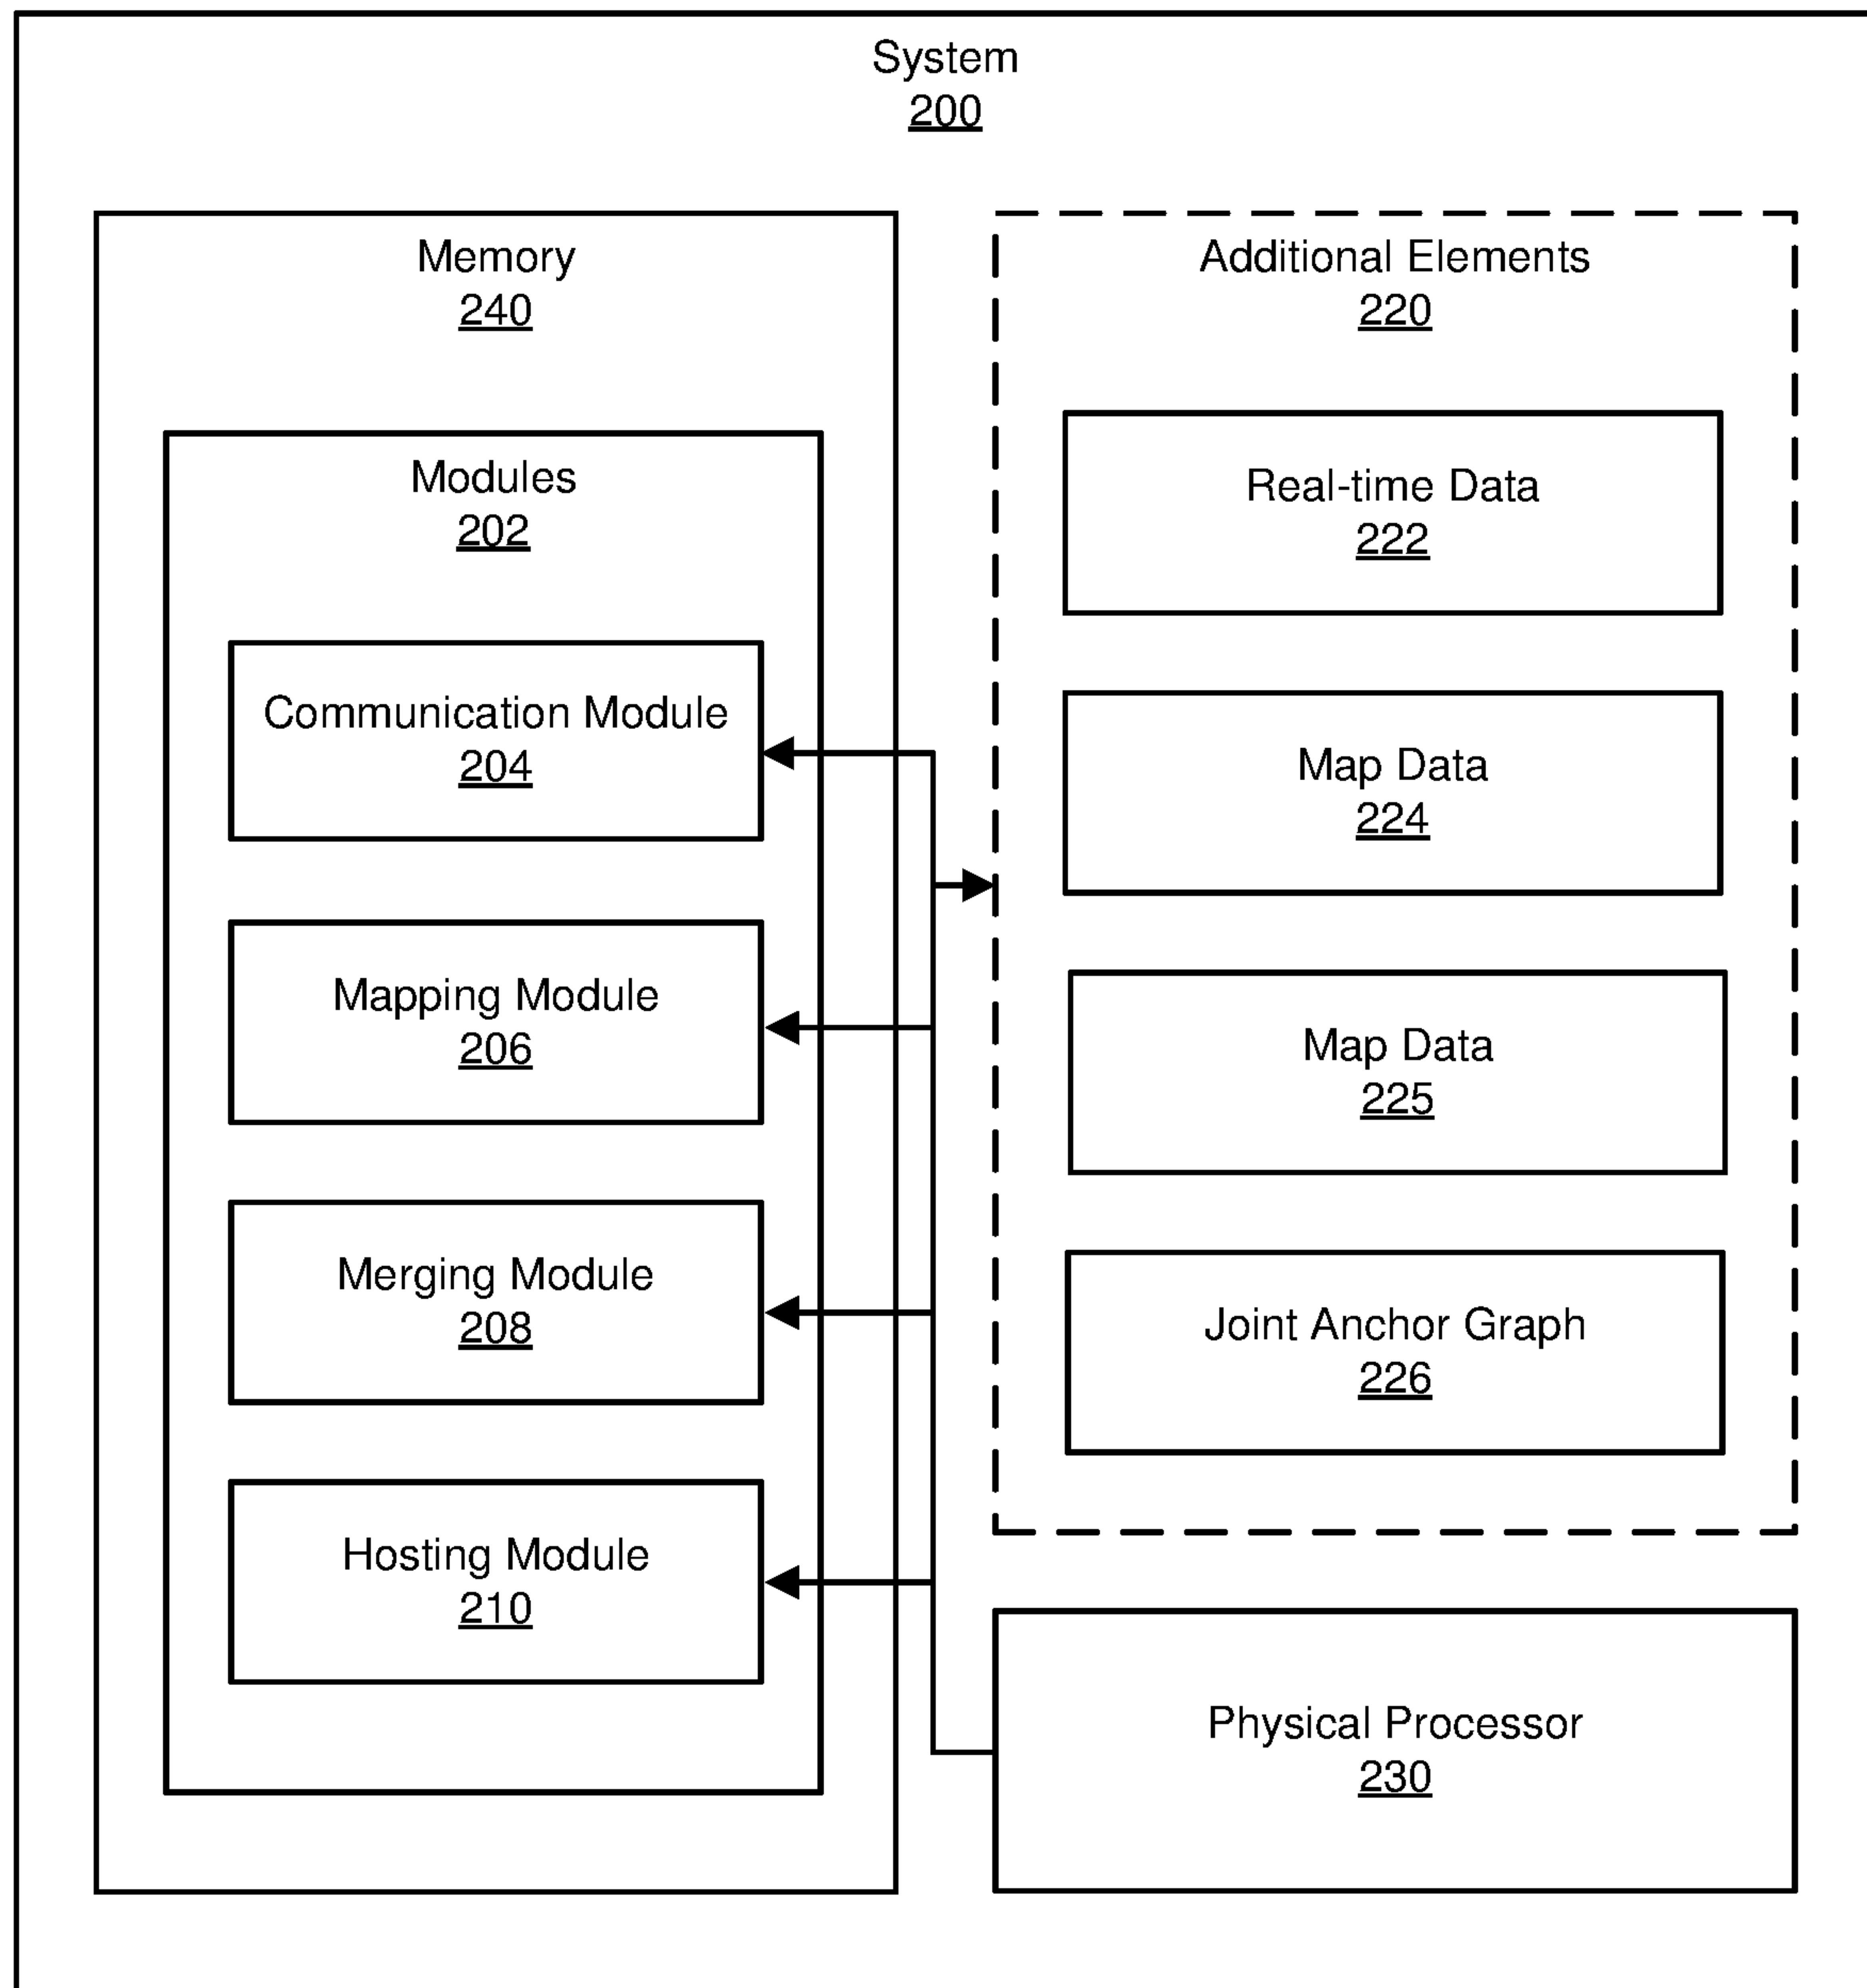 System
200
Memory
240
Modules
202
Communication Module
204
Mapping Module
206
Merging Module
208
Hosting Module
210
Additional Elements
220
Real-time Data
222
Map Data
224
Map Data
225
Joint Anchor Graph
226
Physical Processor
230